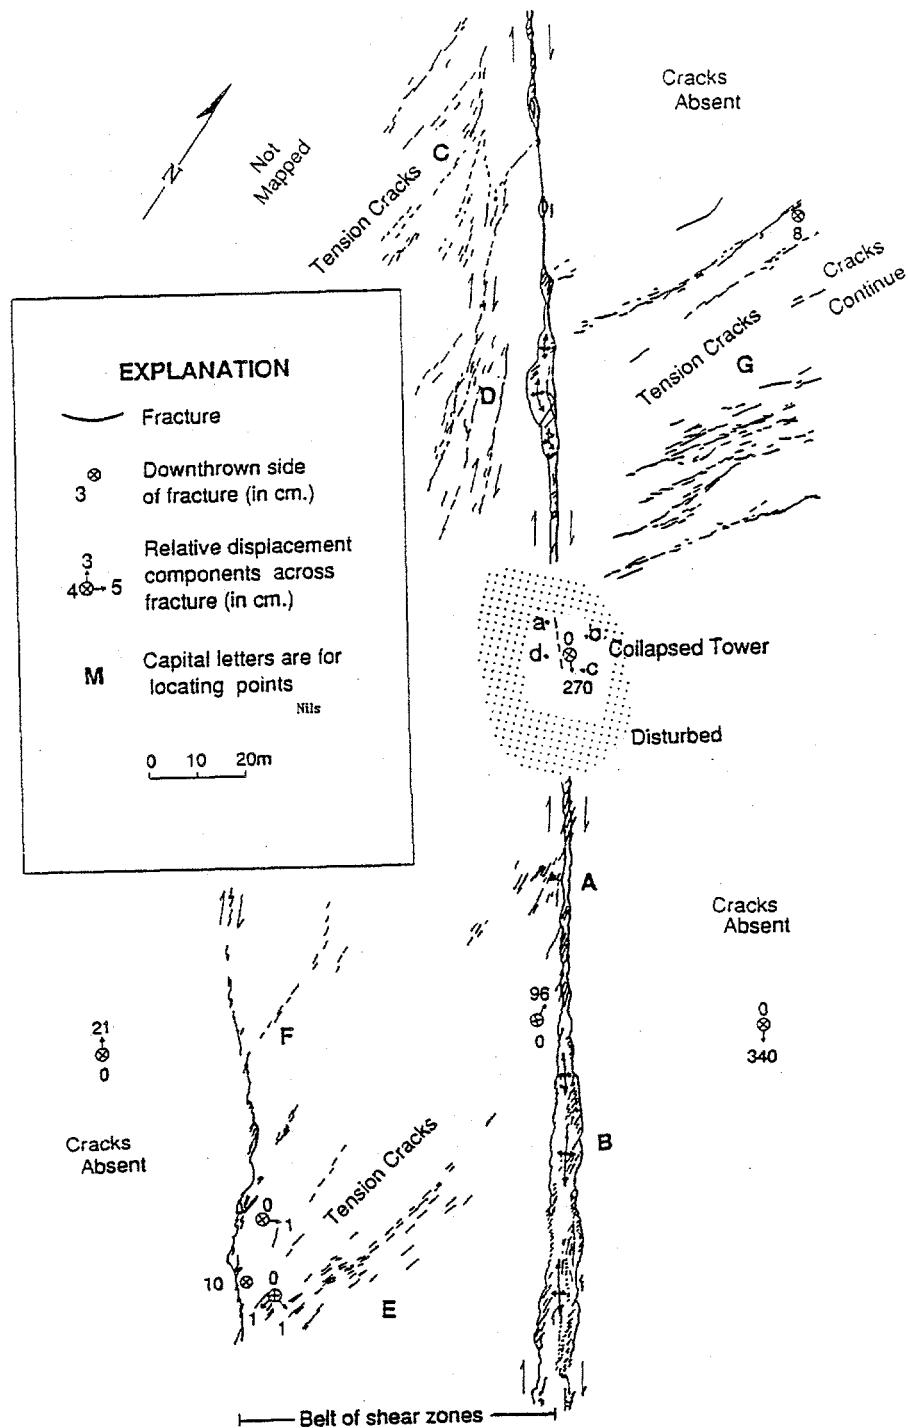 Cracks
Absent
N
Not
Mapped
C
Tension Cracks
8
Cracks
Continue
Tension Cracks
G
D
EXPLANATION
Fracture
3
Downthrown side
of fracture (in cm.)
3
4 5
Relative displacement
components across
fracture (in cm.)
M
Capital letters are for
locating points
Nils
0 10 20m
a
0
b
Collapsed Tower
d
c
270
Disturbed
A
Cracks
Absent
96
0
0
340
21
0
F
Cracks
Absent
B
Tension Cracks
0
1
10
0
1
1
E
Belt of shear zones